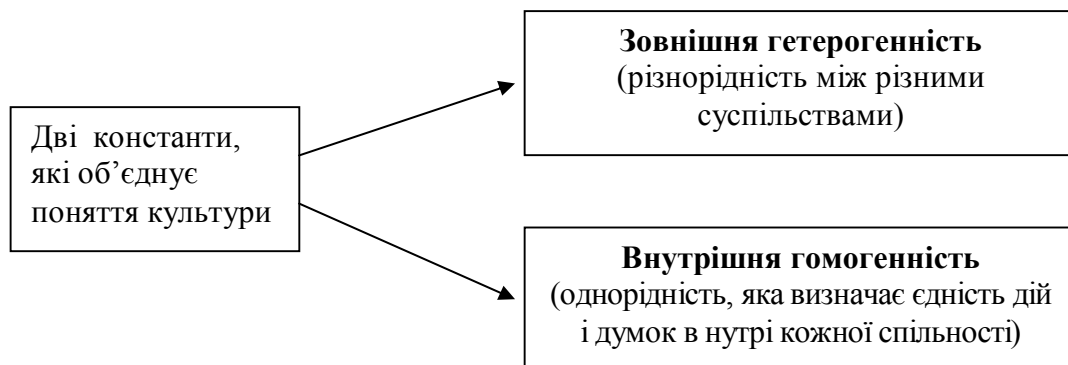 Дві константи,
які об’єднує
поняття культури
Зовнішня гетерогенність
(різнорідність між різними
суспільствами)
Внутрішня гомогенність
(однорідність, яка визначає єдність дій
і думок в нутрі кожної спільності)